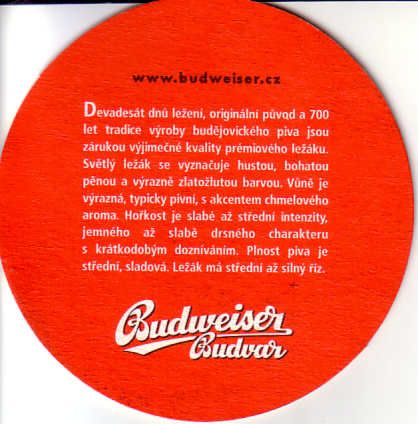 www.budweiser.cz
Devadesát dnů ležení, originální původ a 700
let tradice výroby budějovického piva jsou
zárukou výjimečné kvality prémiového ležáku.
Světlý ležák se vyznačuje hustou, bohatou
pěnou a výrazně zlatožlutou barvou. Vůně je
výrazná, typicky pivní, s akcentem chmelového
aroma. Hořkost je slabé až střední intenzity,
jemného až slabě drsného charakteru
s krátkodobým dozníváním. Plnost piva je
střední, sladová. Ležák má střední až silný říz.
Budweiser
Budvar